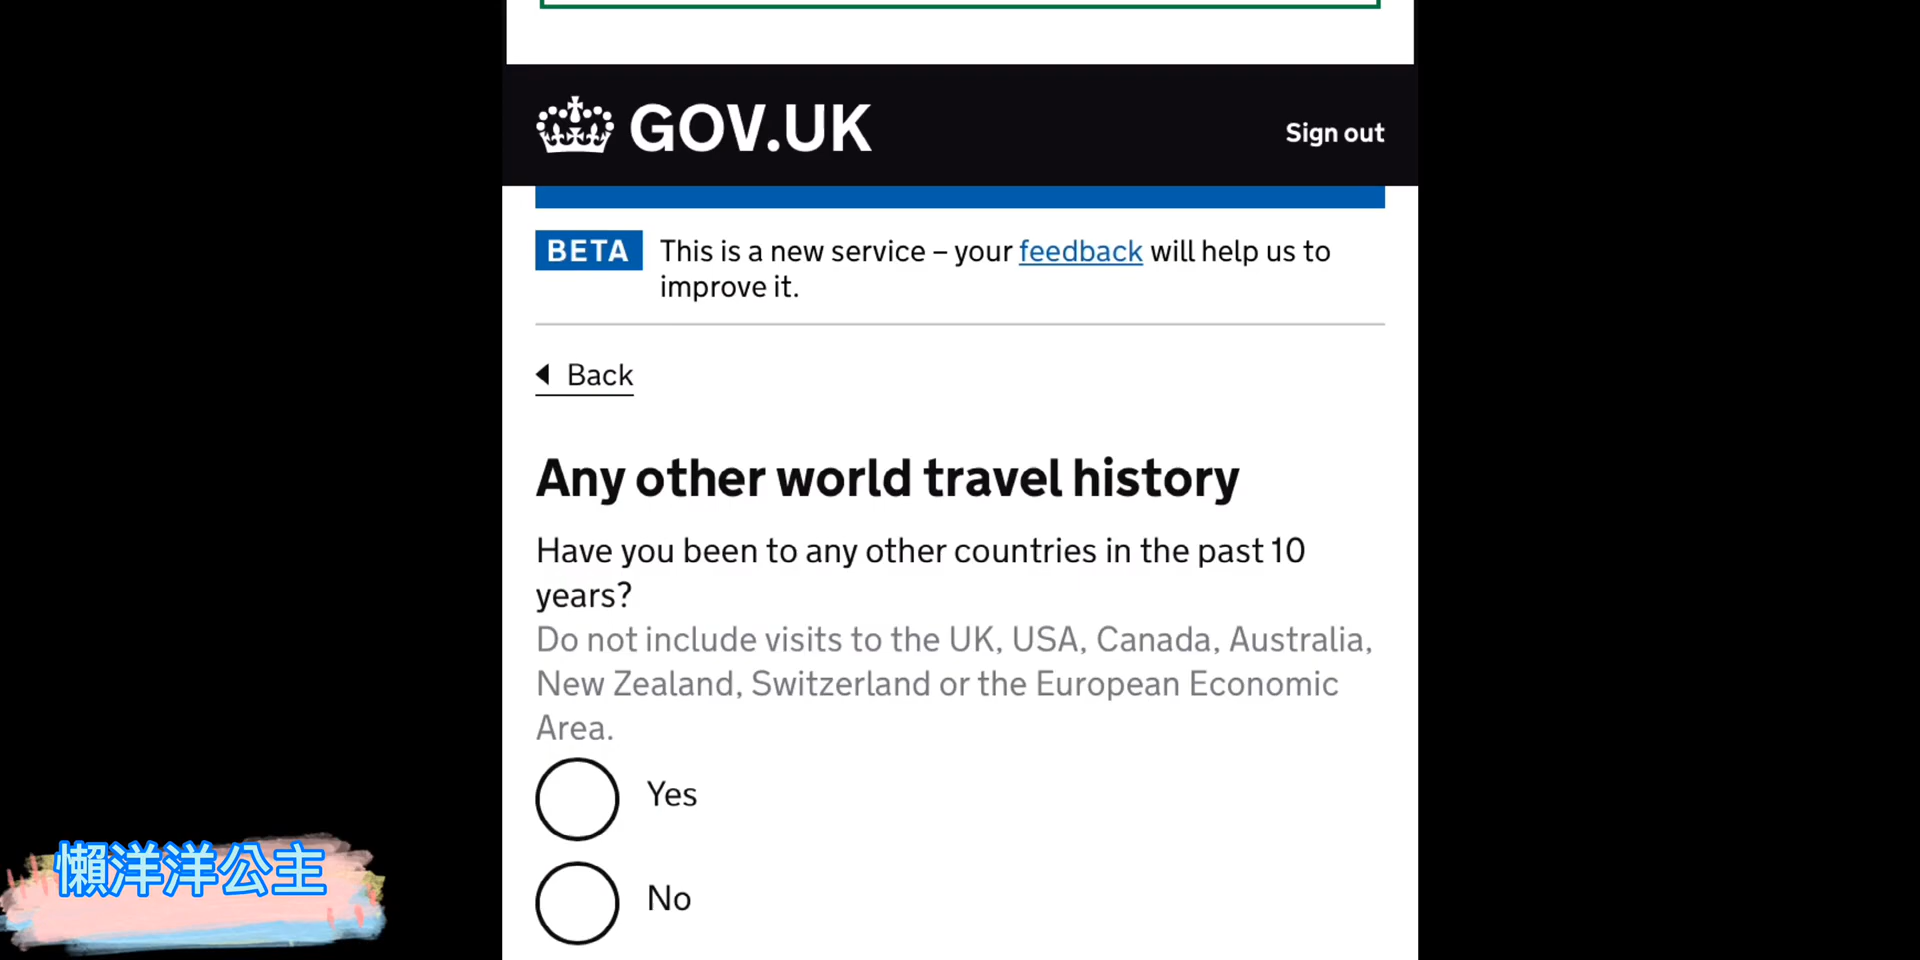 GOV.UK
Sign out
BETA This is a new service – your feedback will help us to
improve it.
Back
Any other world travel history
Have you been to any other countries in the past 10
years?
Do not include visits to the UK, USA, Canada, Australia,
New Zealand, Switzerland or the European Economic
Area.
Yes
No
懶洋洋公主